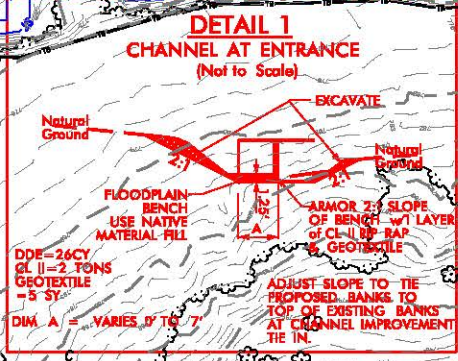 DETAIL 1
CHANNEL AT ENTRANCE
(Not to Scale)
EXCAVATE
Natural
Ground
Natural
Ground
2:1
2:1
FLOODPLAIN
BENCH
USE NATIVE
MATERIAL FILL
.25'
A
ARMOR 2:1 SLOPE
OF BENCH w/1 LAYER
of CL II RIP RAP
& GEOTEXTILE
DDE=26CY
CL II=2 TONS
GEOTEXTILE
=5 SY
DIM A = VARIES 0' TO 7'
ADJUST SLOPE TO TIE
PROPOSED BANKS TO
TOP OF EXISTING BANKS
AT CHANNEL IMPROVEMENT
TIE IN.